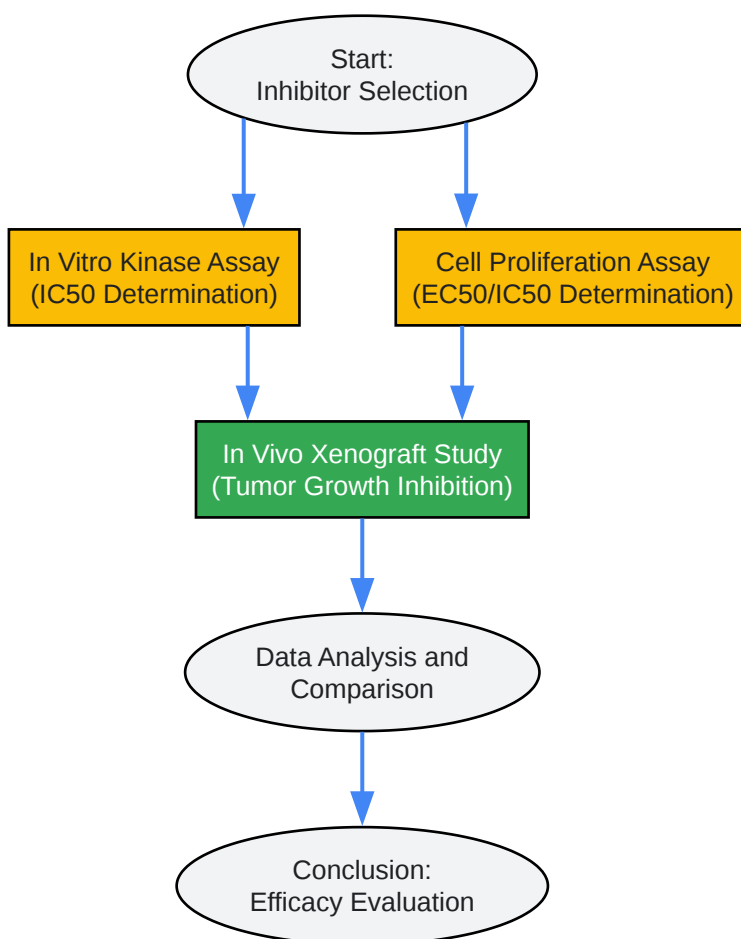 Start:
Inhibitor Selection
In Vitro Kinase Assay
(IC50 Determination)
Cell Proliferation Assay
(EC50/IC50 Determination)
In Vivo Xenograft Study
(Tumor Growth Inhibition)
Data Analysis and
Comparison
Conclusion:
Efficacy Evaluation